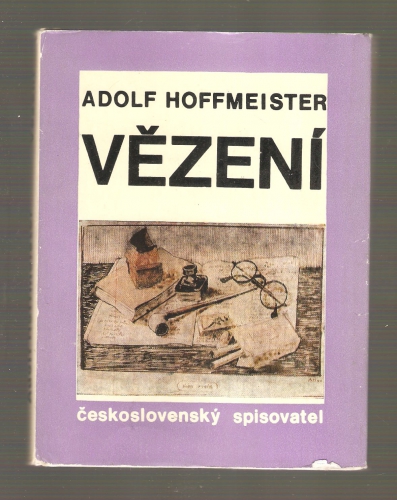 ADOLF HOFFMEISTER
VĚZENÍ
československý spisovatel